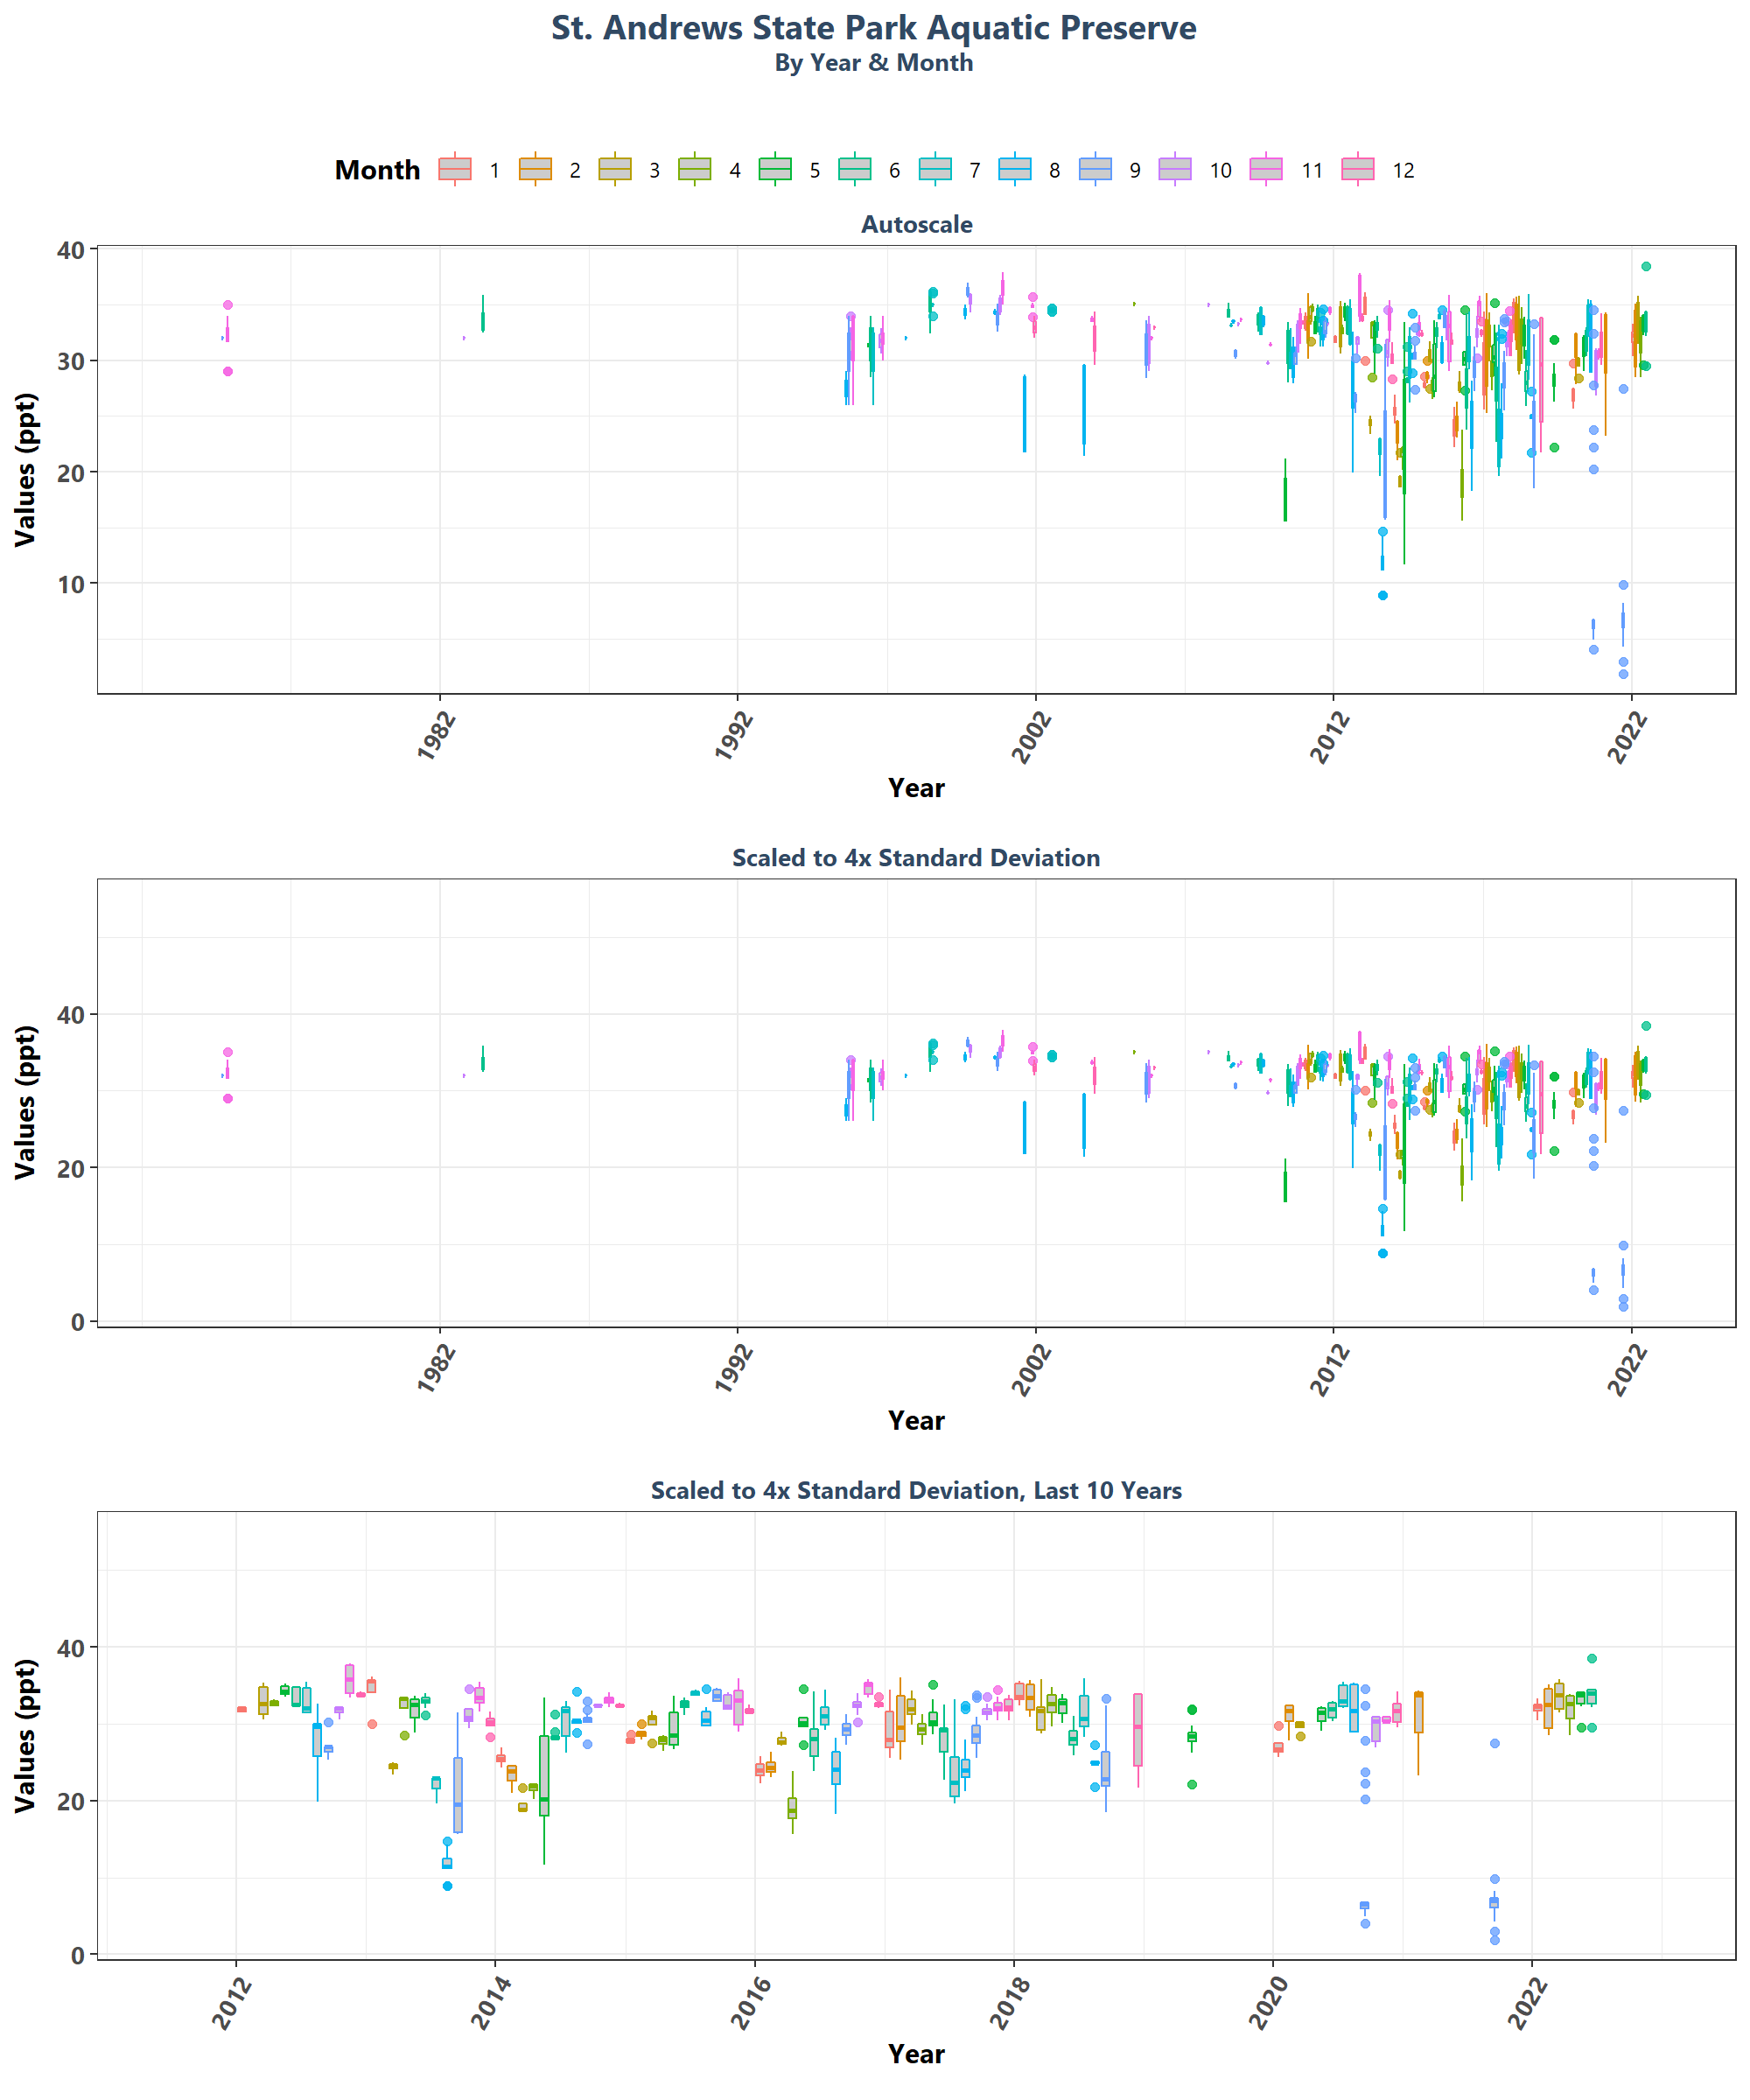 St. Andrews State Park Aquatic Preserve
By Year & Month
Month 1 2 3 4 5 6 7 8 9 10 11 12
Autoscale
Values (ppt)
40
30
20
10
1982 1992 2002 2012 2022
Year
Scaled to 4x Standard Deviation
Values (ppt)
40
20
0
1982 1992 2002 2012 2022
Year
Scaled to 4x Standard Deviation, Last 10 Years
Values (ppt)
40
20
0
2012 2014 2016 2018 2020 2022
Year